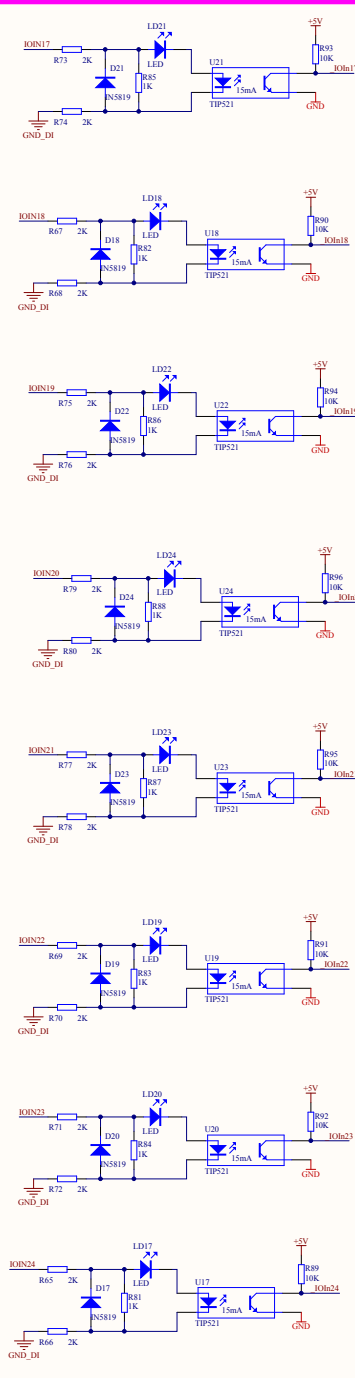 LD21
+5V
IOIN17
U21
R93
10K
R73
2K
D21
R85
1K
LED
IOIn17
15mA
IN5819
TIP521
GND
R74
2K
GND_DI
LD18
+5V
IOIN18
U18
R90
10K
R67
2K
D18
R82
1K
LED
IOIn18
15mA
IN5819
TIP521
GND
R68
2K
GND_DI
LD22
+5V
IOIN19
U22
R94
10K
R75
2K
D22
R86
1K
LED
IOIn19
15mA
IN5819
TIP521
GND
R76
2K
GND_DI
LD24
+5V
IOIN20
U24
R96
10K
R79
2K
D24
R88
1K
LED
IOIn
15mA
IN5819
TIP521
GND
R80
2K
GND_DI
LD23
+5V
IOIN21
U23
R95
10K
R77
2K
D23
R87
1K
LED
IOIn2
15mA
IN5819
TIP521
GND
R78
2K
GND_DI
LD19
+5V
IOIN22
U19
R91
10K
R69
2K
D19
R83
1K
LED
IOIn22
15mA
IN5819
TIP521
GND
R70
2K
GND_DI
LD20
+5V
IOIN23
U20
R92
10K
R71
2K
D20
R84
1K
LED
IOIn23
15mA
IN5819
TIP521
GND
R72
2K
GND_DI
LD17
+5V
IOIN24
U17
R89
10K
R65
2K
D17
R81
1K
LED
IOIn24
15mA
IN5819
TIP521
GND
R66
2K
GND_DI